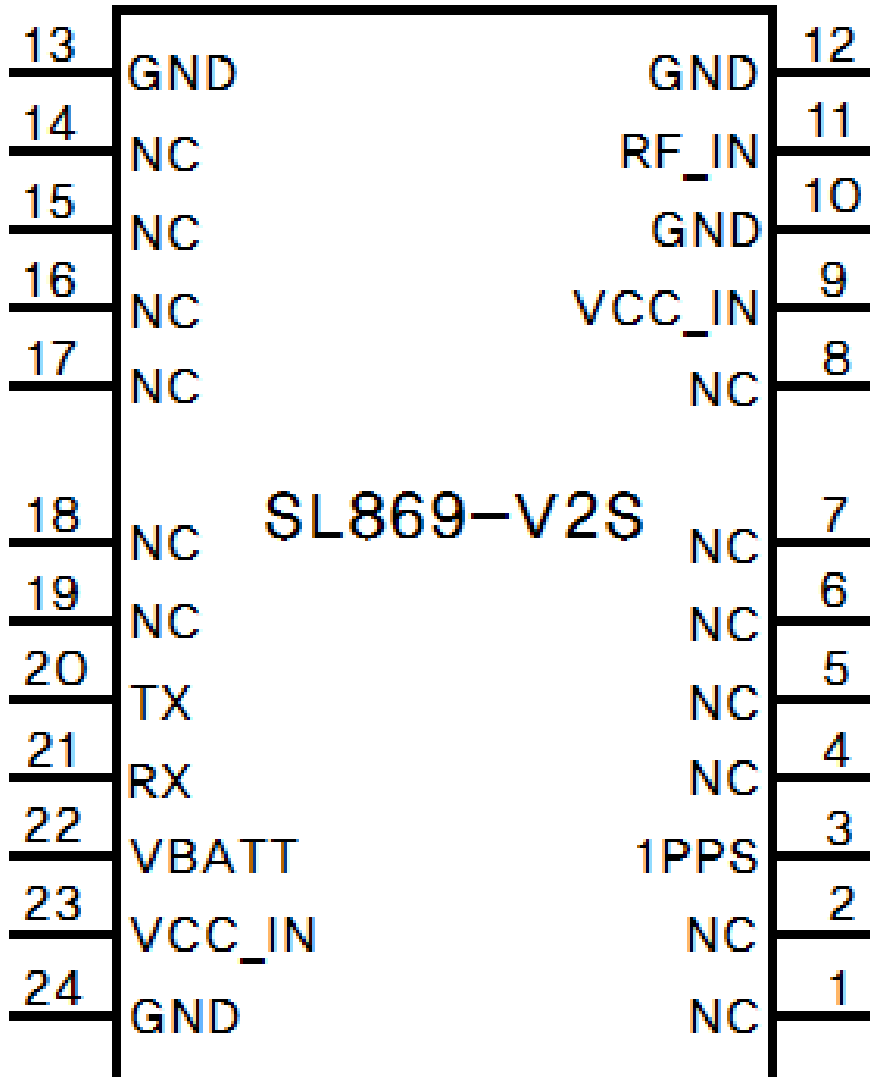 13 GND GND 12
14 NC RF_IN 11
15 NC GND 10
16 NC VCC_IN 9
17 NC NC 8
SL869-V2S
18 NC NC 7
19 NC NC 6
20 TX NC 5
21 RX NC 4
22 VBATT 1PPS 3
23 VCC_IN NC 2
24 GND NC 1